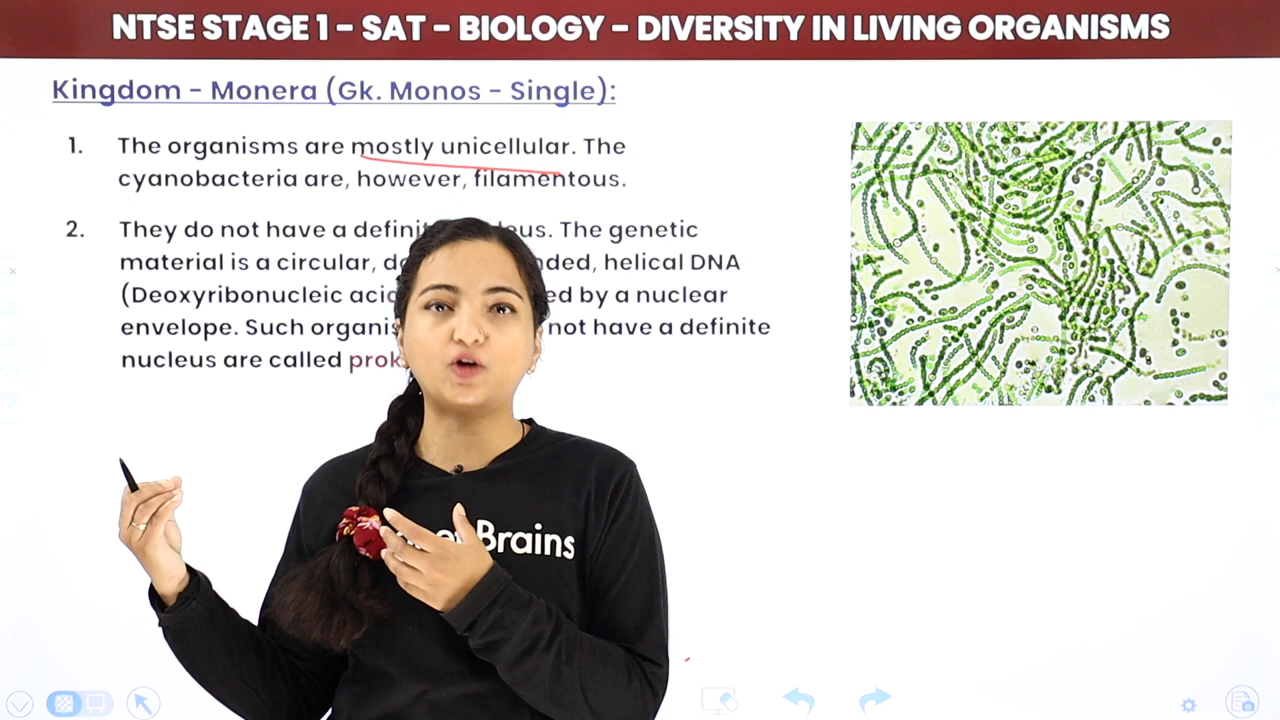 NTSE STAGE 1 – SAT – BIOLOGY – DIVERSITY IN LIVING ORGANISMS
Kingdom – Monera (Gk. Monos – Single):
1. The organisms are mostly unicellular. The
cyanobacteria are, however, filamentous.
2. They do not have a The genetic
material is a circular, helical DNA
(Deoxyribonucleic by a nuclear
envelope. Such not have a definite
nucleus are called
Brains